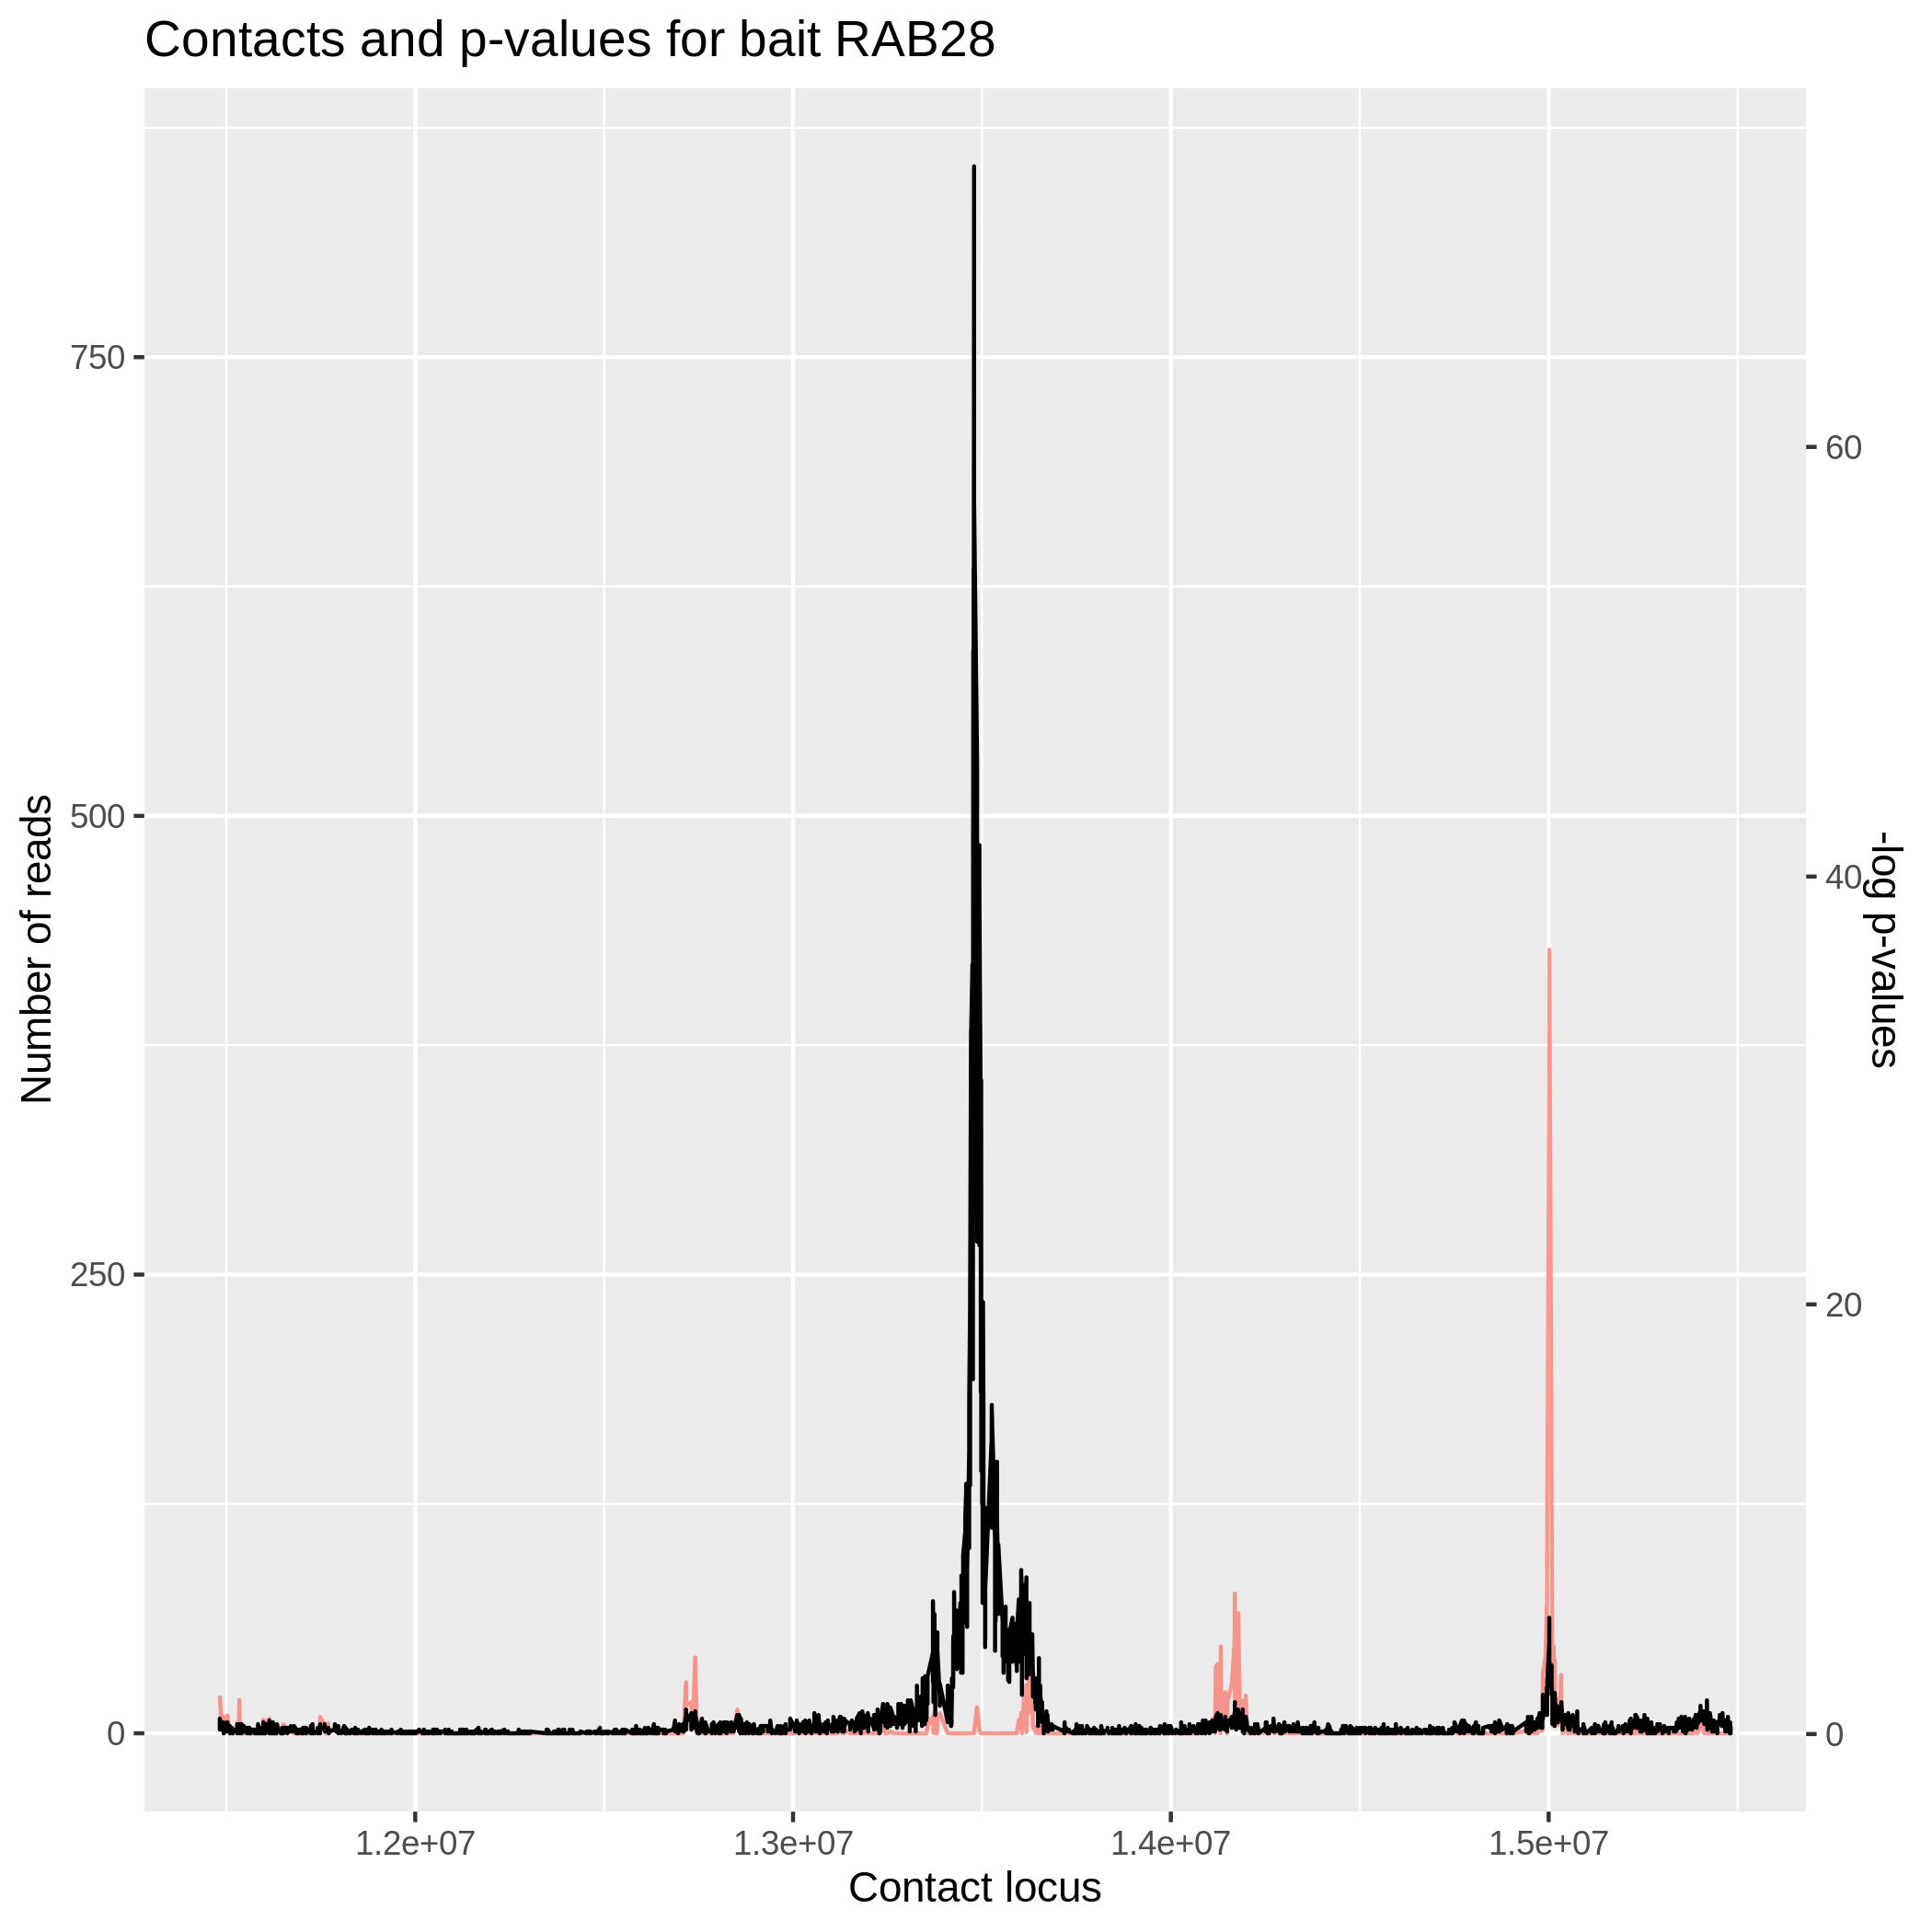 Contacts and p-values for bait RAB28
Number of reads
750
500
250
0
60
40
20
0
-log p-values
1.2e+07
1.3e+07
1.4e+07
1.5e+07
Contact locus